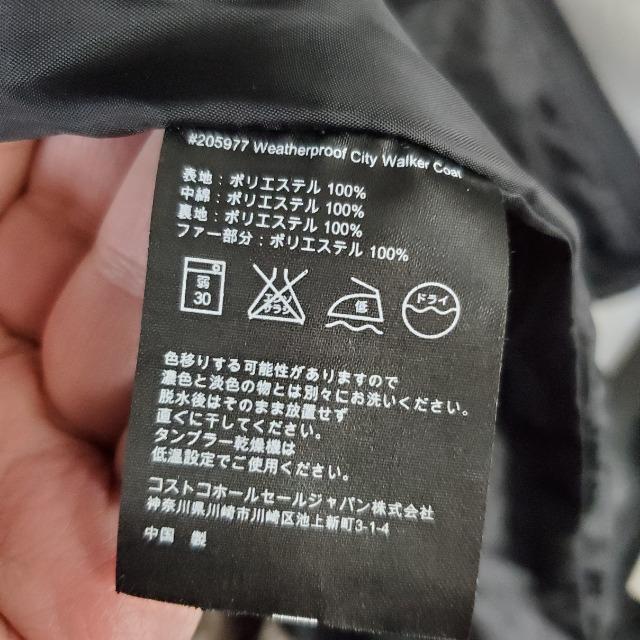 #205977 Weatherproof City Walker Coat
表地:ポリエステル 100%
中綿:ポリエステル 100%
裏地:ポリエステル 100%
ファー部分:ポリエステル 100%
弱 30 エンソ サラシ 低 ドライ
色移りする可能性がありますので
濃色と淡色の物とは別々にお洗いください。
脱水後はそのまま放置せず
直ぐに干してください。
タンブラー乾燥機は
低温設定でご使用ください。
コストコホールセールジャパン株式会社
神奈川県川崎市川崎区池上新町3-1-4
中国 製